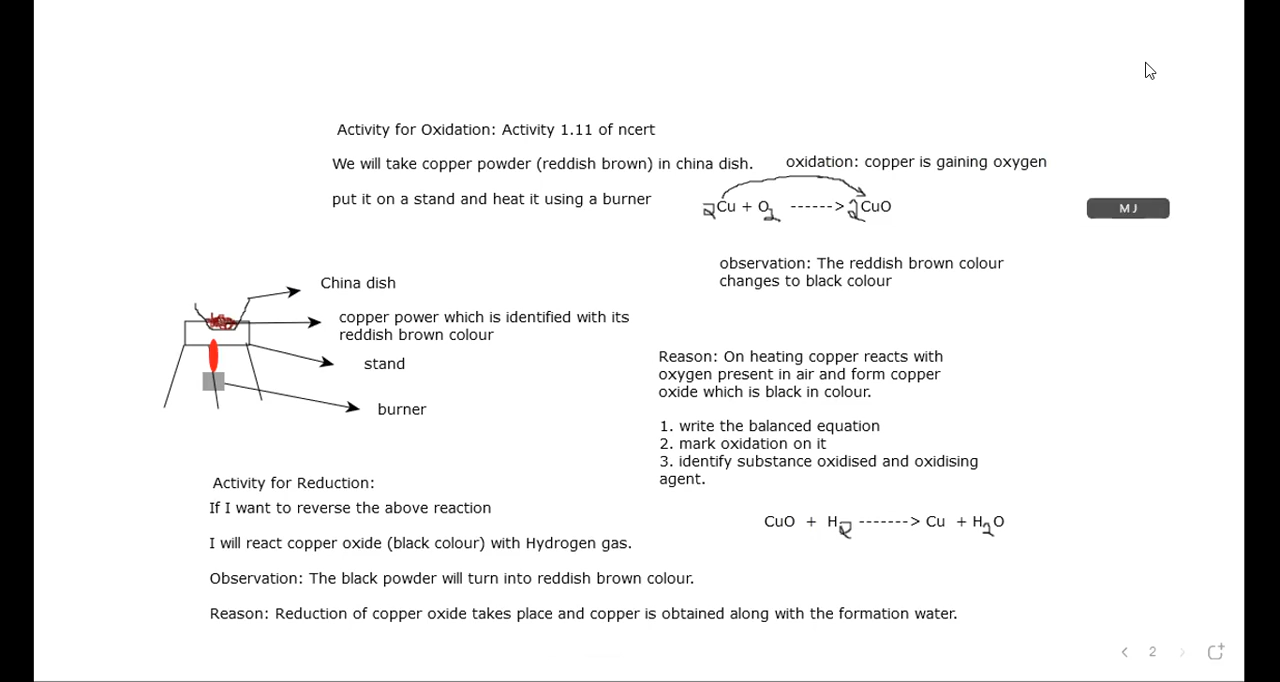 Activity for Oxidation: Activity 1.11 of ncert
We will take copper powder (reddish brown) in china dish.
oxidation: copper is gaining oxygen
put it on a stand and heat it using a burner
2Cu + O2 ------> 2CuO
MJ
observation: The reddish brown colour
changes to black colour
China dish
copper power which is identified with its
reddish brown colour
stand
burner
Reason: On heating copper reacts with
oxygen present in air and form copper
oxide which is black in colour.
1. write the balanced equation
2. mark oxidation on it
3. identify substance oxidised and oxidising
agent.
Activity for Reduction:
If I want to reverse the above reaction
CuO + H2 -------> Cu + H2O
I will react copper oxide (black colour) with Hydrogen gas.
Observation: The black powder will turn into reddish brown colour.
Reason: Reduction of copper oxide takes place and copper is obtained along with the formation water.
2